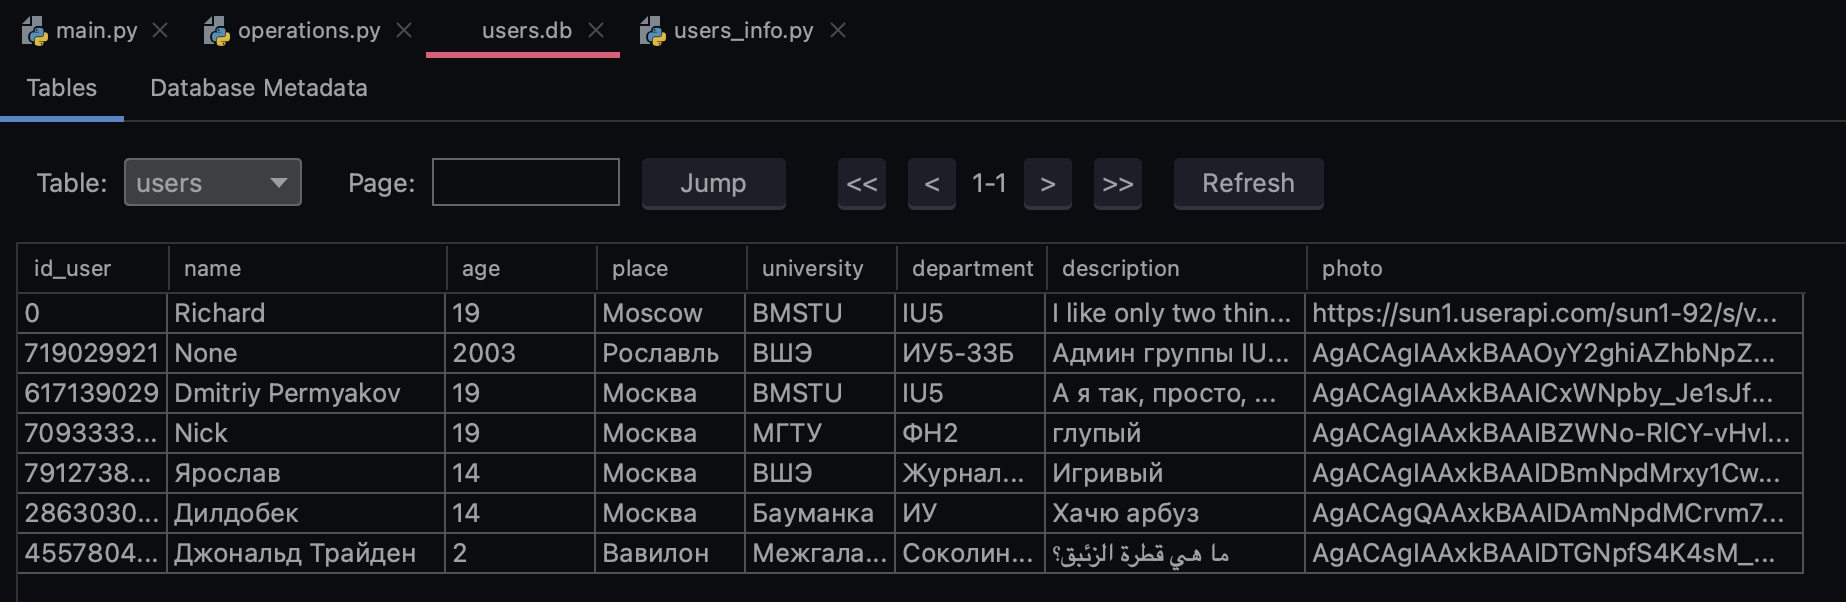 main.py operations.py users.db users_info.py
Tables Database Metadata
Table: users Page: Jump << < 1-1 > >> Refresh
id_user name age place university department description photo
0 Richard 19 Moscow BMSTU IU5 I like only two thin... https://sun1.userapi.com/sun1-92/s/v...
719029921 None 2003 Рославль ВШЭ ИУ5-33Б Админ группы IU... AgACAgIAAxkBAAOyY2ghiAZhbNpZ...
617139029 Dmitriy Permyakov 19 Москва BMSTU IU5 А я так, просто, ... AgACAgIAAxkBAAICxWNpby_Je1sJf...
7093333... Nick 19 Москва МГТУ ФН2 глупый AgACAgIAAxkBAAIBZWNo-RlCY-vHvl...
7912738... Ярослав 14 Москва ВШЭ Журнал... Игривый AgACAgIAAxkBAAIDBmNpdMrxy1Cw...
2863030... Дилдобек 14 Москва Бауманка ИУ Хачю арбуз AgACAgQAAxkBAAIDAmNpdMCrvm7...
4557804... Джональд Трайден 2 Вавилон Межгала... Соколин... ما هي قطرة الزئبق؟ AgACAgIAAxkBAAIDTGNpfS4K4sM_...